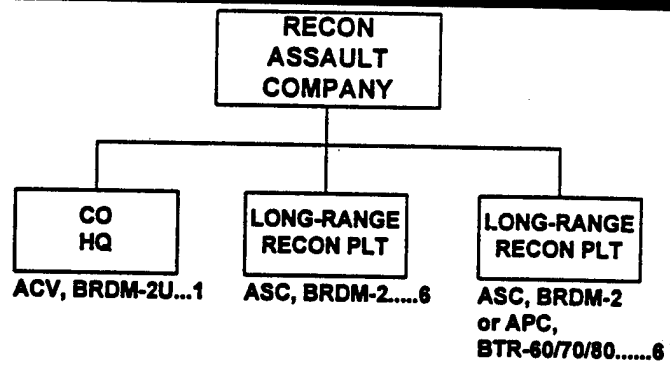 RECON
ASSAULT
COMPANY
CO
HQ
ACV, BRDM-2U...1
LONG-RANGE
RECON PLT
ASC, BRDM-2.....6
LONG-RANGE
RECON PLT
ASC, BRDM-2
or APC,
BTR-60/70/80......6